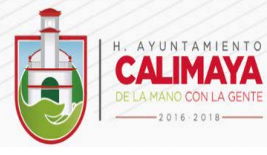 H. AYUNTAMIENTO
CALIMAYA
DE LA MANO CON LA GENTE
2016-2018